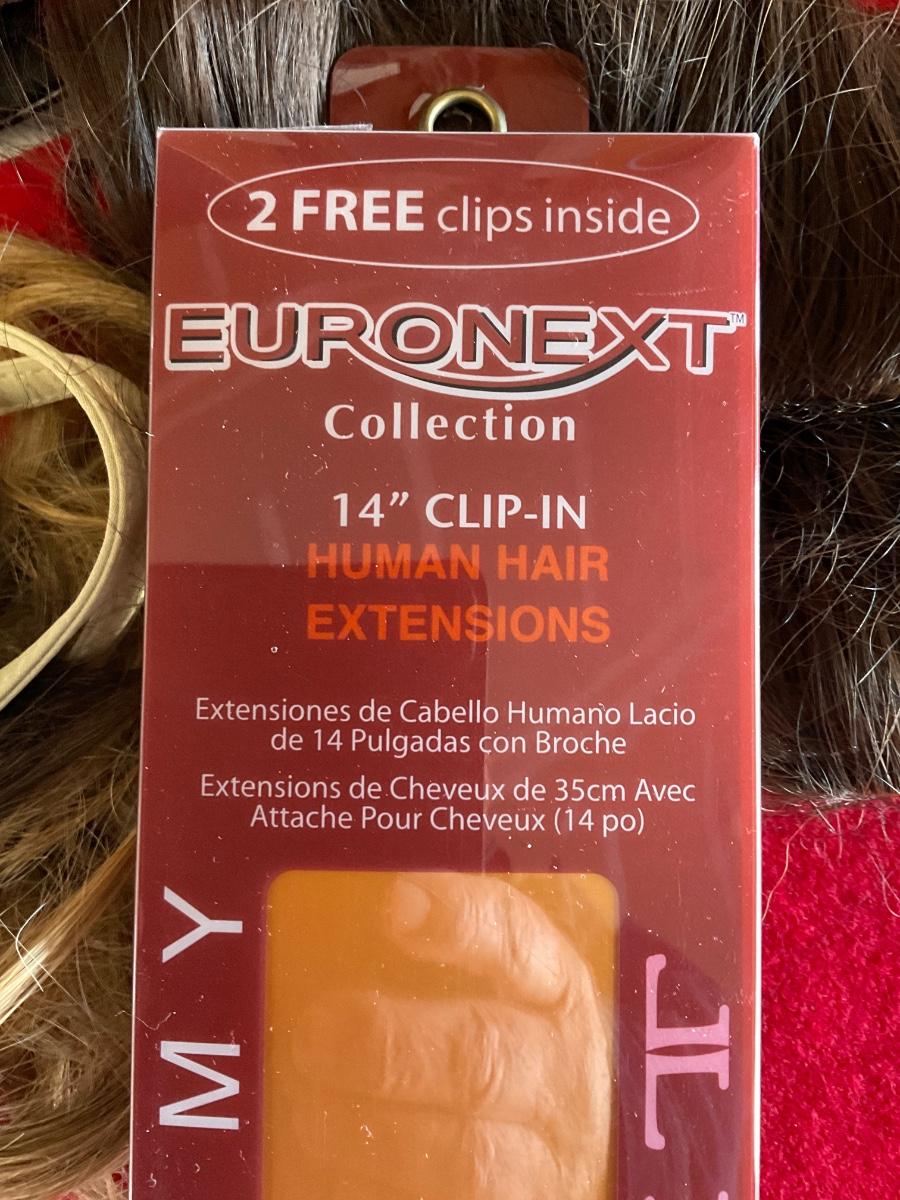 2 FREE clips inside
EURONEXT™
Collection
14” CLIP-IN
HUMAN HAIR
EXTENSIONS
Extensiones de Cabello Humano Lacio
de 14 Pulgadas con Broche
Extensions de Cheveux de 35cm Avec
Attache Pour Cheveux (14 po)
MY